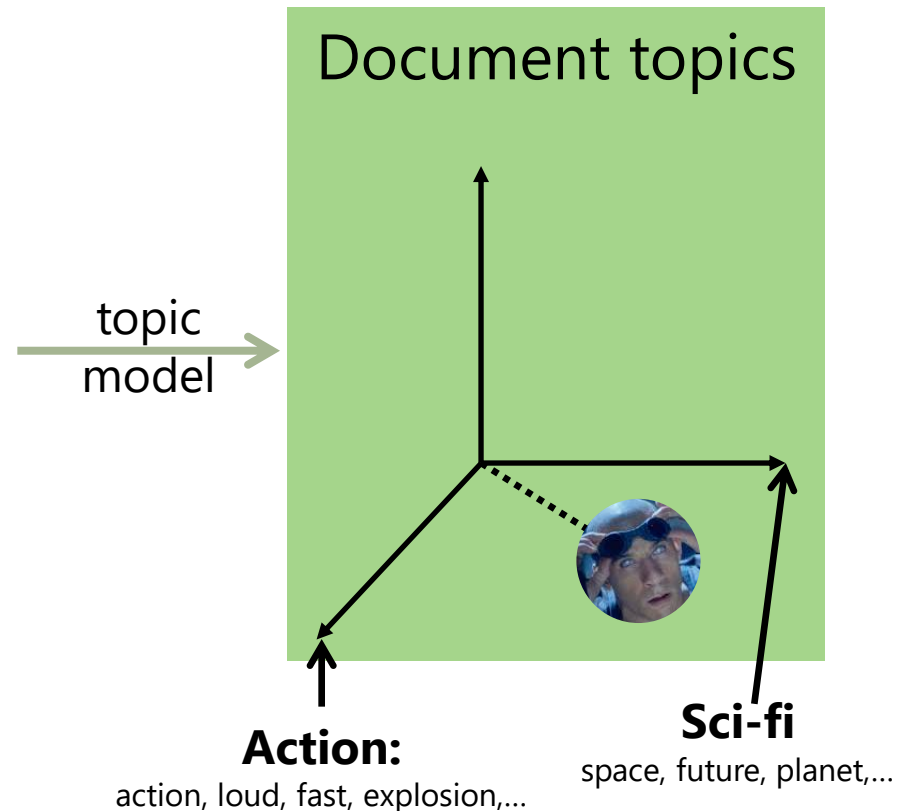 Document topics
topic
model
Action:
action, loud, fast, explosion,...
Sci-fi
space, future, planet,...